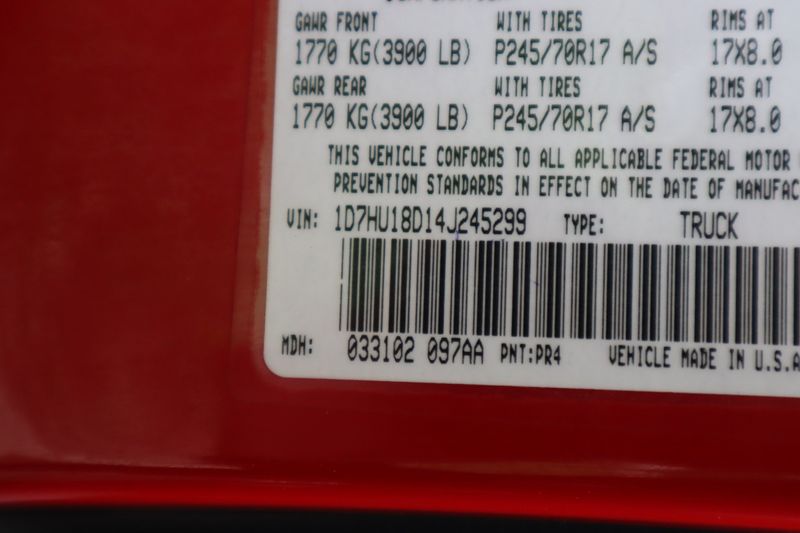 GAWR FRONT WITH TIRES RIMS AT
1770 KG(3900 LB) P245/70R17 A/S 17X8.0
GAWR REAR WITH TIRES RIMS AT
1770 KG(3900 LB) P245/70R17 A/S 17X8.0
THIS VEHICLE CONFORMS TO ALL APPLICABLE FEDERAL MOTOR
PREVENTION STANDARDS IN EFFECT ON THE DATE OF MANUFAC
VIN: 1D7HU18D14J245299 TYPE: TRUCK
MDH: 033102 097AA PNT:PR4 VEHICLE MADE IN U.S.A